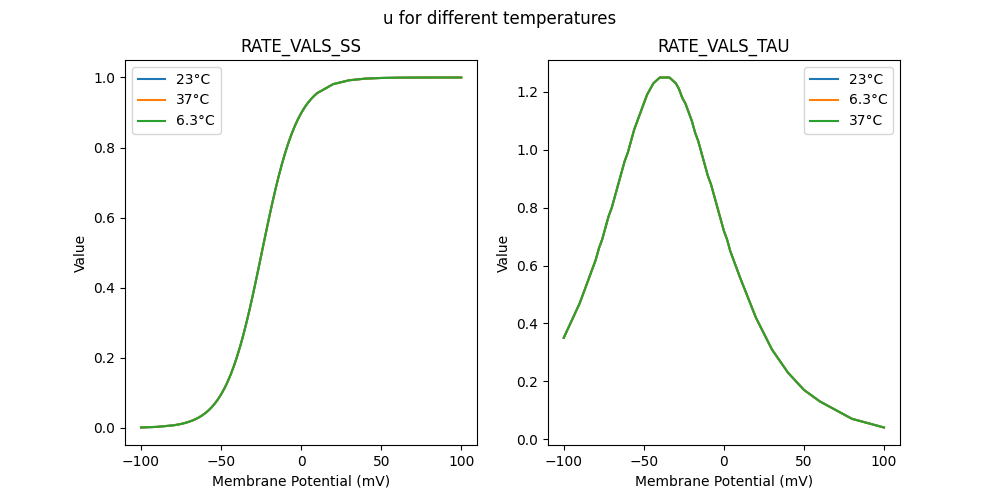 u for different temperatures
RATE_VALS_SS
23°C
37°C
6.3°C
1.0
0.8
0.6
0.4
0.2
0.0
Value
−100
−50
0
50
100
Membrane Potential (mV)
RATE_VALS_TAU
23°C
6.3°C
37°C
1.2
1.0
0.8
0.6
0.4
0.2
0.0
Value
−100
−50
0
50
100
Membrane Potential (mV)